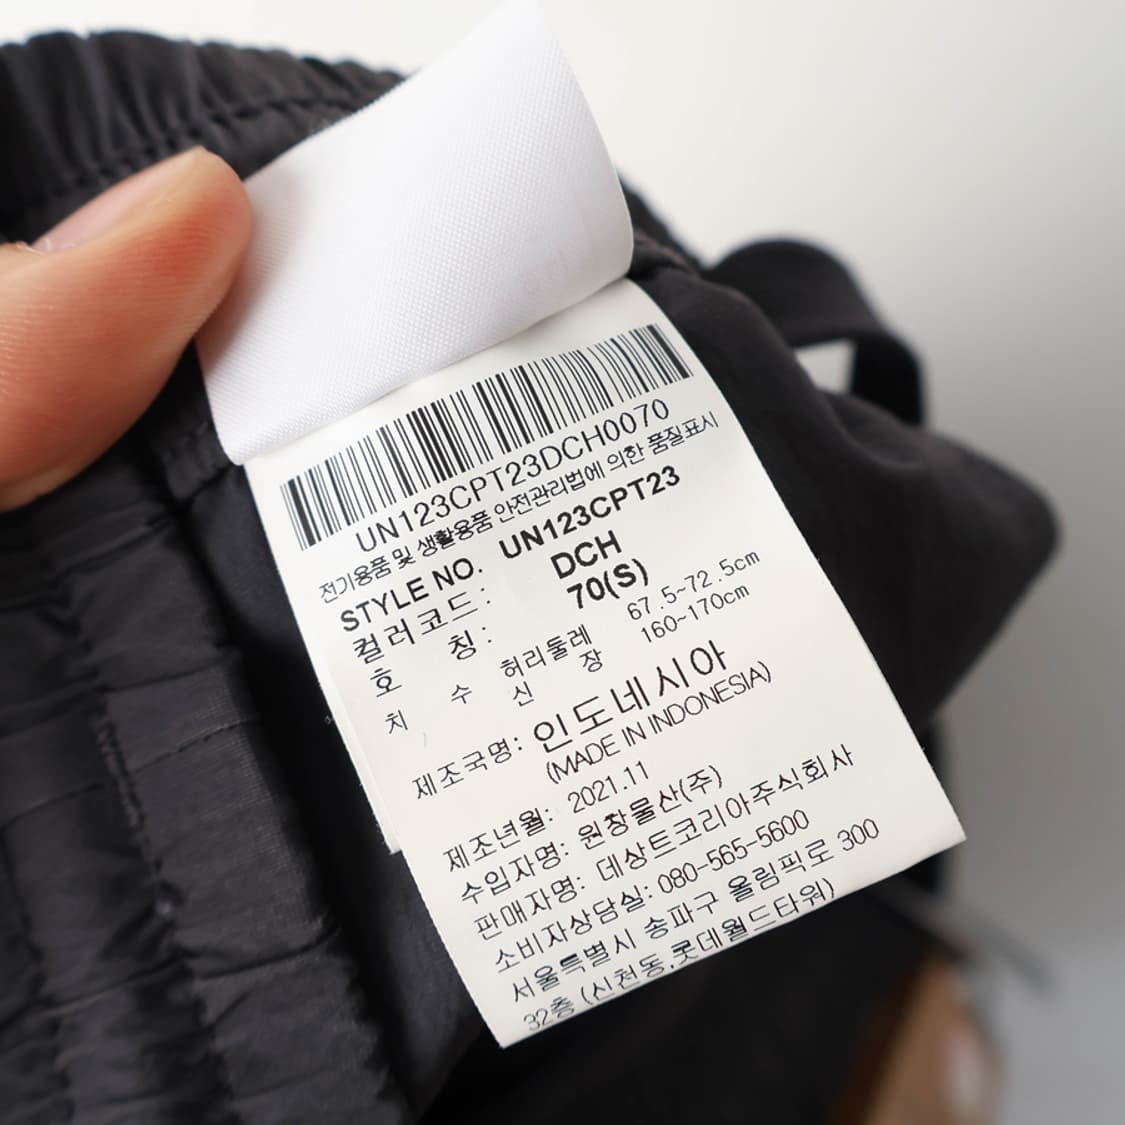 UN123CPT23DCH0070
전기용품 및 생활용품 안전관리법에 의한 품질표시
STYLE NO. UN123CPT23
컬러코드: DCH
호 칭: 70(S)
치 수 허리둘레 67.5~72.5cm
신 장 160~170cm
제조국명: 인도네시아
(MADE IN INDONESIA)
제조년월: 2021.11
수입자명: 원창물산(주)
판매자명: 데상트코리아주식회사
소비자상담실: 080-565-5600
서울특별시 송파구 올림픽로 300
32층 (신천동,롯데월드타워)